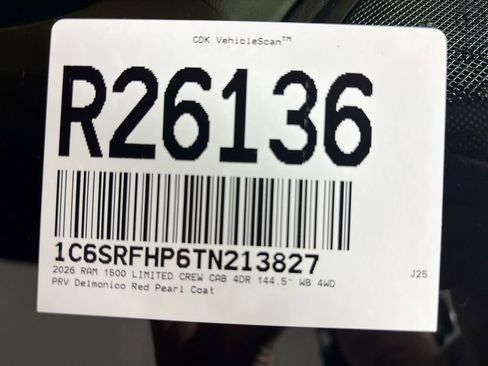 CDK VehicleScan™
R26136
1C6SRFHP6TN213827
2026 RAM 1500 LIMITED CREW CAB 4DR 144.5" WB 4WD
PRV Delmonico Red Pearl Coat
J25